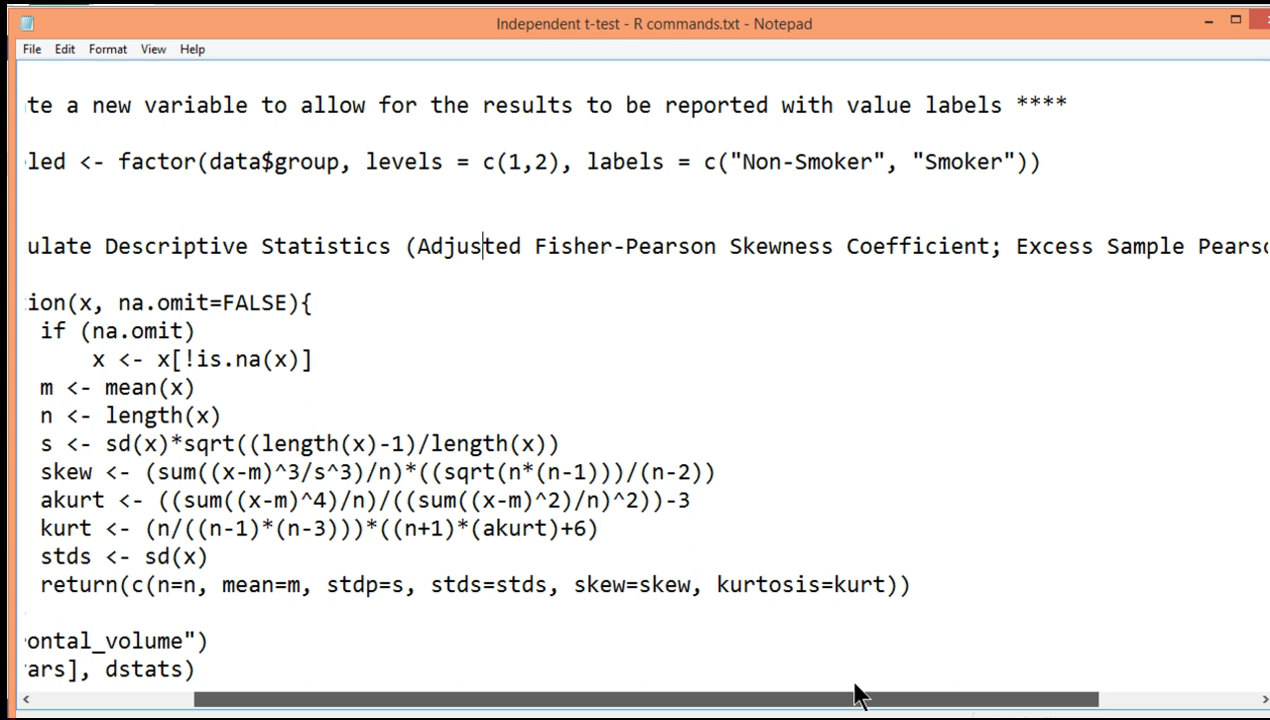 Independent t-test - R commands.txt - Notepad
File Edit Format View Help
te a new variable to allow for the results to be reported with value labels ****
led <- factor(data$group, levels = c(1,2), labels = c("Non-Smoker", "Smoker"))
ulate Descriptive Statistics (Adjusted Fisher-Pearson Skewness Coefficient; Excess Sample Pearso
ion(x, na.omit=FALSE){
if (na.omit)
x <- x[!is.na(x)]
m <- mean(x)
n <- length(x)
s <- sd(x)*sqrt((length(x)-1)/length(x))
skew <- (sum((x-m)^3/s^3)/n)*((sqrt(n*(n-1)))/(n-2))
akurt <- ((sum((x-m)^4)/n)/((sum((x-m)^2)/n)^2))-3
kurt <- (n/((n-1)*(n-3)))*((n+1)*(akurt)+6)
stds <- sd(x)
return(c(n=n, mean=m, stdp=s, stds=stds, skew=skew, kurtosis=kurt))
ontal_volume")
ars], dstats)